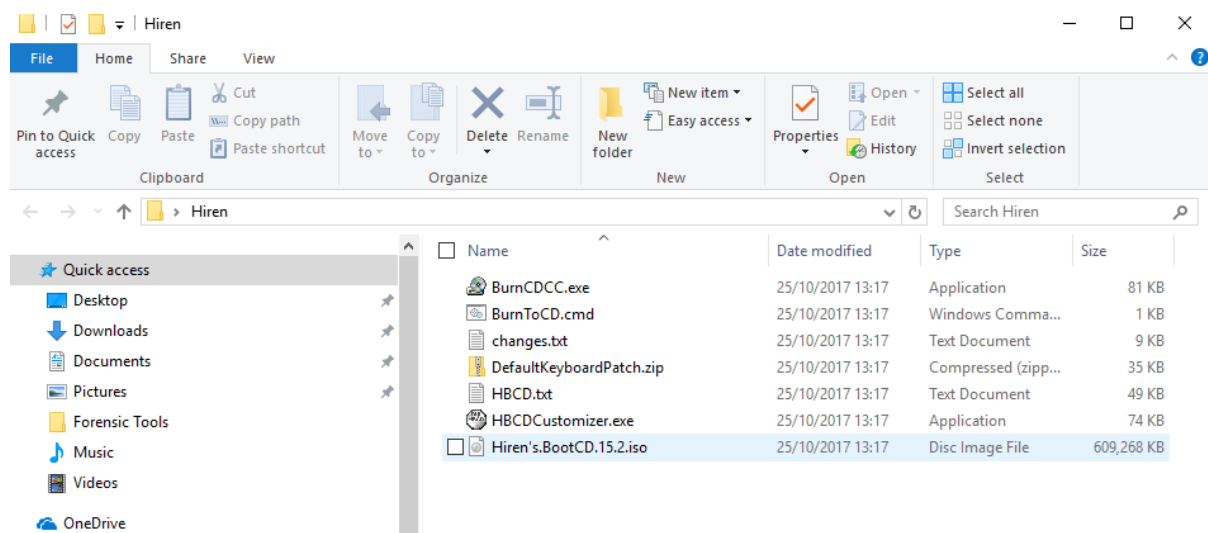 Hiren
File Home Share View
Pin to Quick access
Copy
Paste
Cut
Copy path
Paste shortcut
Clipboard
Move to
Copy to
Delete
Rename
Organize
New folder
New item
Easy access
New
Properties
Open
Edit
History
Open
Select all
Select none
Invert selection
Select
Hiren
Search Hiren
Quick access
Desktop
Downloads
Documents
Pictures
Forensic Tools
Music
Videos
OneDrive
Name Date modified Type Size
BurnCDCC.exe 25/10/2017 13:17 Application 81 KB
BurnToCD.cmd 25/10/2017 13:17 Windows Comma... 1 KB
changes.txt 25/10/2017 13:17 Text Document 9 KB
DefaultKeyboardPatch.zip 25/10/2017 13:17 Compressed (zipp... 35 KB
HBCD.txt 25/10/2017 13:17 Text Document 49 KB
HBCDCustomizer.exe 25/10/2017 13:17 Application 74 KB
Hiren's.BootCD.15.2.iso 25/10/2017 13:17 Disc Image File 609,268 KB